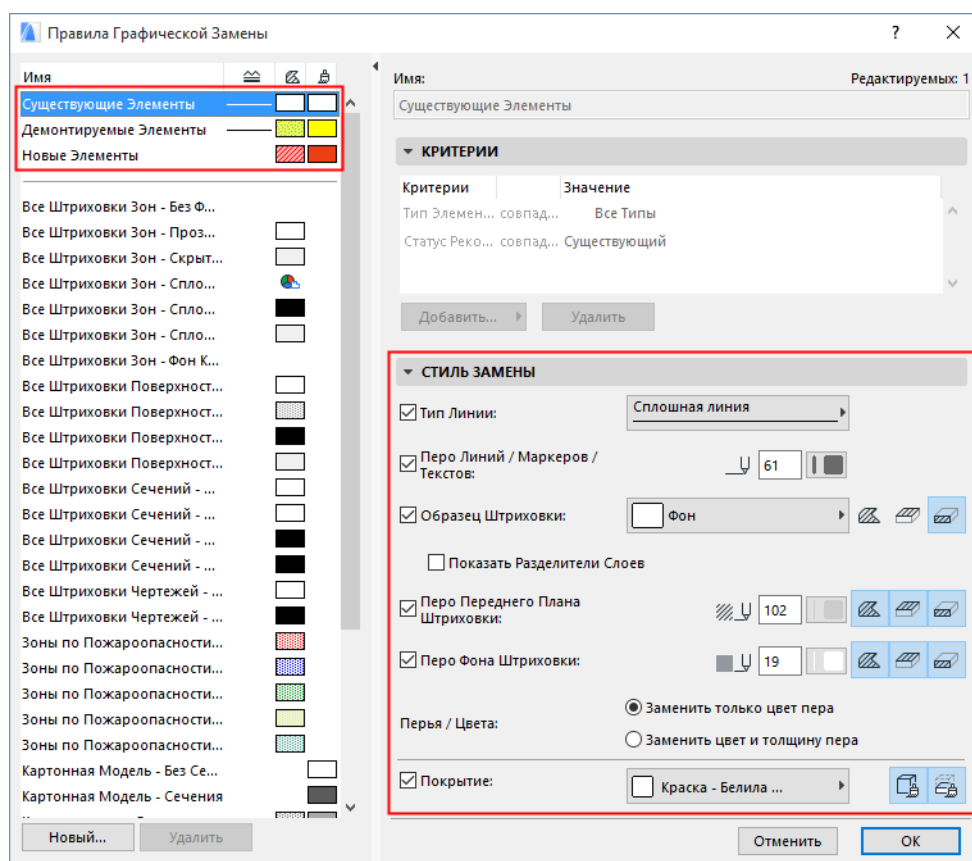 Правила Графической Замены
?
Имя
Существующие Элементы
Демонтируемые Элементы
Новые Элементы
Все Штриховки Зон - Без Ф...
Все Штриховки Зон - Проз...
Все Штриховки Зон - Скрыт...
Все Штриховки Зон - Спло...
Все Штриховки Зон - Спло...
Все Штриховки Зон - Спло...
Все Штриховки Зон - Фон К...
Все Штриховки Поверхност...
Все Штриховки Поверхност...
Все Штриховки Поверхност...
Все Штриховки Поверхност...
Все Штриховки Сечений - ...
Все Штриховки Сечений - ...
Все Штриховки Сечений - ...
Все Штриховки Сечений - ...
Все Штриховки Чертежей - ...
Все Штриховки Чертежей - ...
Зоны по Пожароопасности...
Зоны по Пожароопасности...
Зоны по Пожароопасности...
Зоны по Пожароопасности...
Зоны по Пожароопасности...
Картонная Модель - Без Се...
Картонная Модель - Сечения
Новый...
Удалить
Имя:
Редактируемых: 1
Существующие Элементы
КРИТЕРИИ
Критерии Значение
Тип Элемен... совпад... Все Типы
Статус Реко... совпад... Существующий
Добавить...
Удалить
СТИЛЬ ЗАМЕНЫ
Тип Линии:
Сплошная линия
Перо Линий / Маркеров /
Текстов:
61
Образец Штриховки:
Фон
Показать Разделители Слоев
Перо Переднего Плана
Штриховки:
102
Перо Фона Штриховки:
19
Перья / Цвета:
Заменить только цвет пера
Заменить цвет и толщину пера
Покрытие:
Краска - Белила ...
Отменить
OK